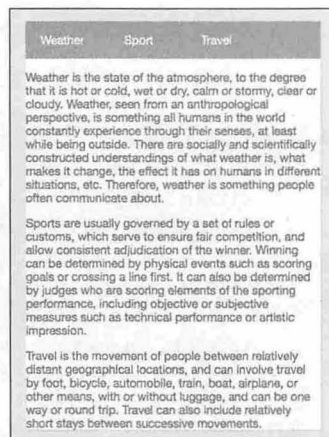 Weather Sport Travel
Weather is the state of the atmosphere, to the degree
that it is hot or cold, wet or dry, calm or stormy, clear or
cloudy. Weather, seen from an anthropological
perspective, is something all humans in the world
constantly experience through their senses, at least
while being outside. There are socially and scientifically
constructed understandings of what weather is, what
makes it change, the effect it has on humans in different
situations, etc. Therefore, weather is something people
often communicate about.
Sports are usually governed by a set of rules or
customs, which serve to ensure fair competition, and
allow consistent adjudication of the winner. Winning
can be determined by physical events such as scoring
goals or crossing a line first. It can also be determined
by judges who are scoring elements of the sporting
performance, including objective or subjective
measures such as technical performance or artistic
impression.
Travel is the movement of people between relatively
distant geographical locations, and can involve travel
by foot, bicycle, automobile, train, boat, airplane, or
other means, with or without luggage, and can be one
way or round trip. Travel can also include relatively
short stays between successive movements.